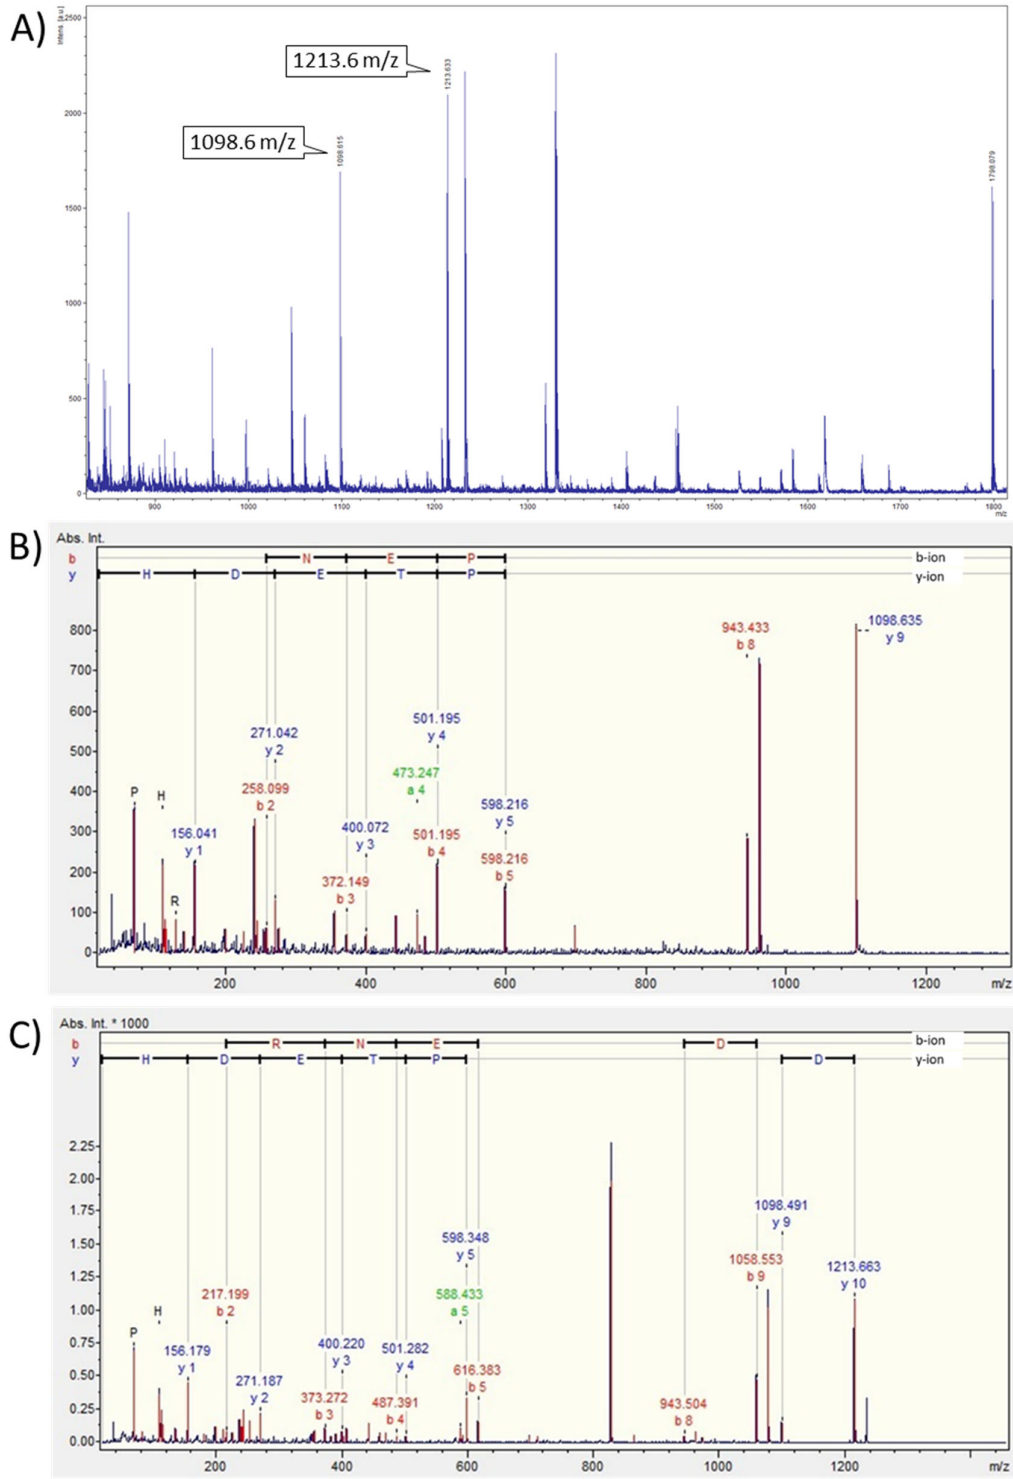 A)
Intens. [a.u.]
2500
2000
1500
1000
500
0
1213.6 m/z
1098.6 m/z
1098.615
1213.633
1798.079
900 1000 1100 1200 1300 1400 1500 1600 1700 1800
m/z
B)
Abs. Int.
b N E P b-ion
y H D E T P y-ion
800
700
600
500
400
300
200
100
0
943.433
b 8
1098.635
y 9
501.195
y 4
271.042
y 2
473.247
a 4
258.099
b 2
P H
598.216
y 5
156.041
y 1
400.072
y 3
501.195
b 4
598.216
b 5
372.149
b 3
R
200 400 600 800 1000 1200 m/z
C)
Abs. Int. * 1000
b R N E D b-ion
y H D E T P D y-ion
2.25
2.00
1.75
1.50
1.25
1.00
0.75
0.50
0.25
0.00
1098.491
y 9
598.348
y 5
1058.553
b 9
1213.663
y 10
217.199
b 2
588.433
a 5
H
P
156.179
y 1
400.220
y 3
501.282
y 4
616.383
b 5
271.187
y 2
373.272
b 3
487.391
b 4
943.504
b 8
200 400 600 800 1000 1200 m/z